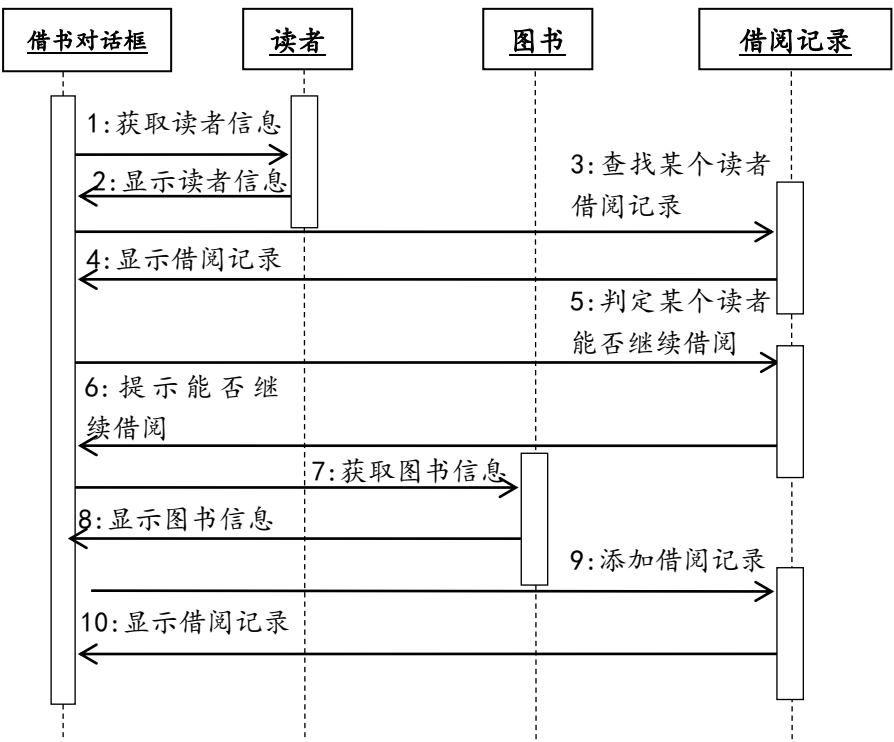 借书对话框
读者
图书
借阅记录
1:获取读者信息
2:显示读者信息
3:查找某个读者
借阅记录
4:显示借阅记录
5:判定某个读者
能否继续借阅
6:提示能否继
续借阅
7:获取图书信息
8:显示图书信息
9:添加借阅记录
10:显示借阅记录